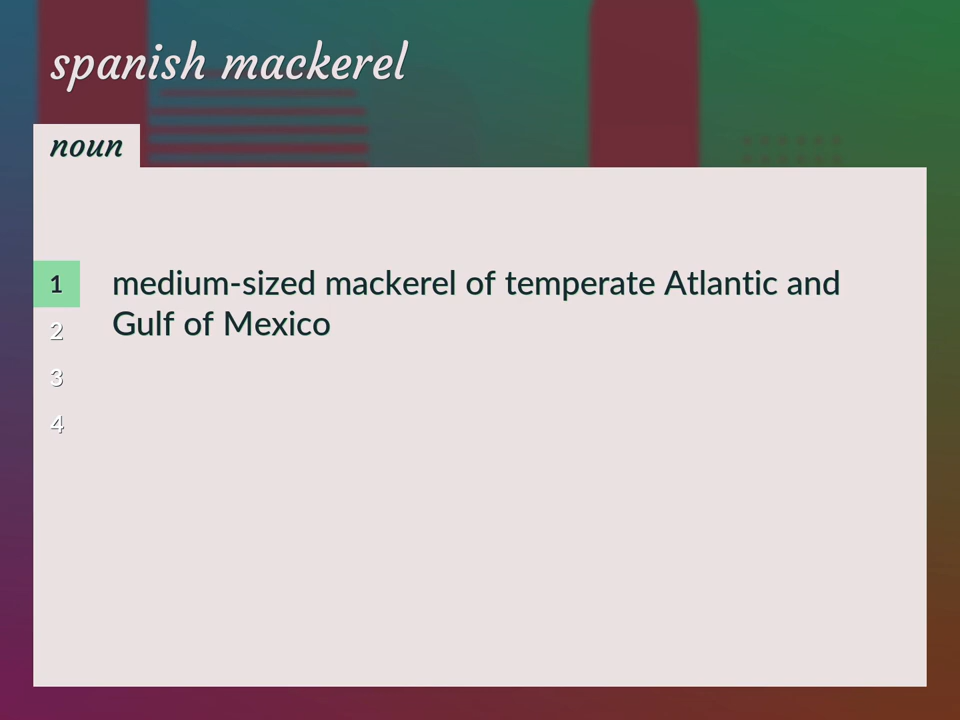 spanish mackerel
noun
1
medium-sized mackerel of temperate Atlantic and
Gulf of Mexico
2
3
4